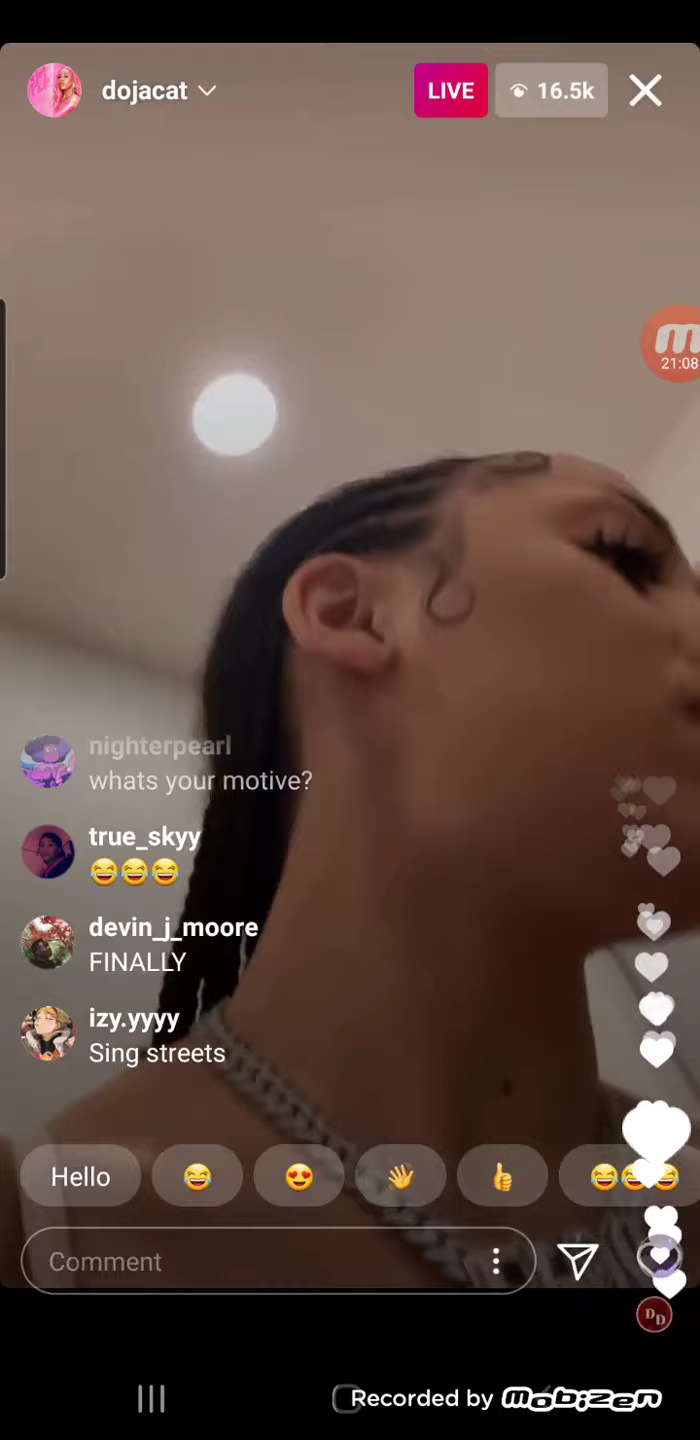 dojacat
LIVE
16.5k
21:08
nighterpearl
whats your motive?
true_skyy
😂😂😂
devin_j_moore
FINALLY
izy.yyyy
Sing streets
Hello
Comment
DD
Recorded by mobizen